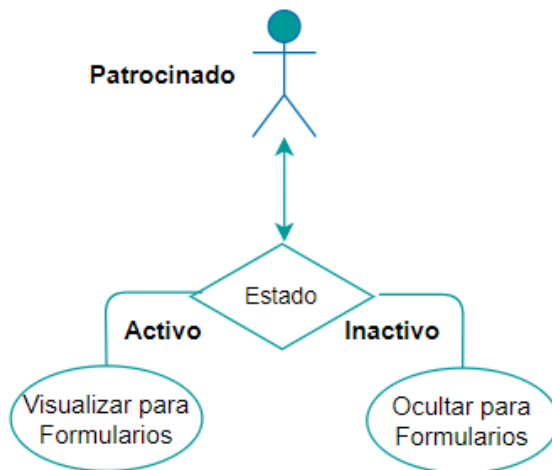 Patrocinado
Estado
Activo
Inactivo
Visualizar para
Formularios
Ocultar para
Formularios